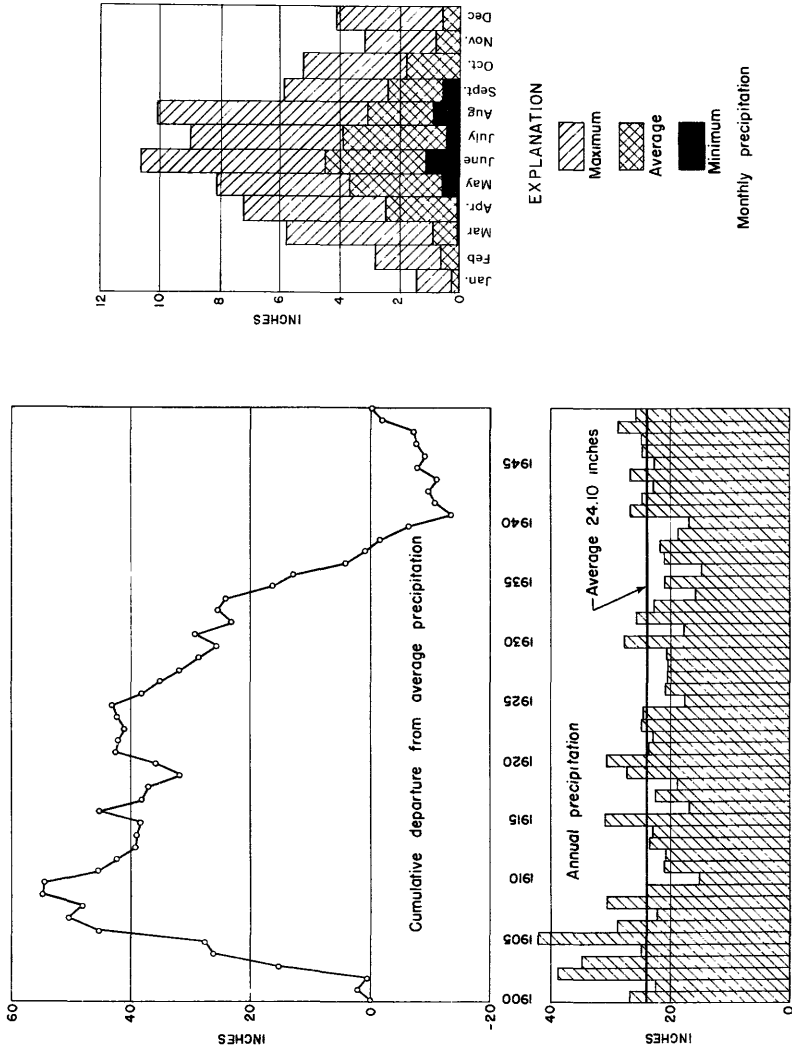 60
40
20
0
-20
INCHES
Cumulative departure from average precipitation
1900
1905
1910
1915
1920
1925
1930
1935
1940
1945
40
20
0
INCHES
Annual precipitation
Average 24.10 inches
12
10
8
6
4
2
0
INCHES
Jan.
Feb
Mar
Apr.
May
June
July
Aug
Sept.
Oct.
Nov.
Dec
EXPLANATION
Maximum
Average
Minimum
Monthly precipitation